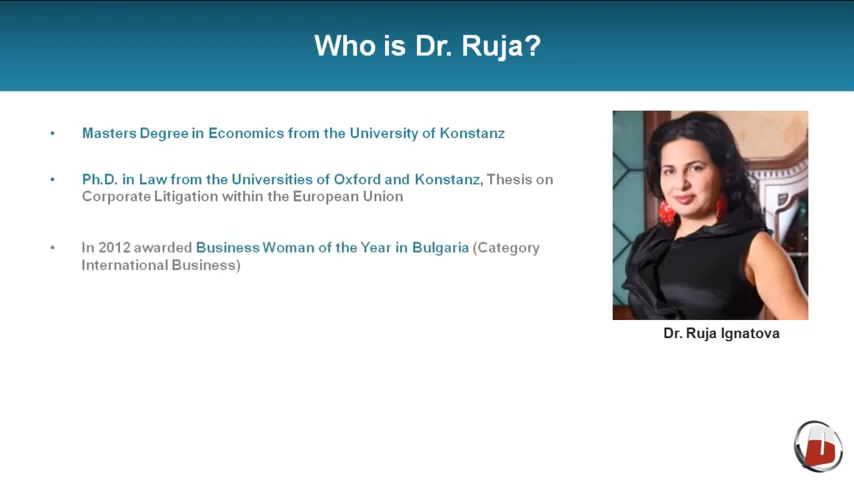 Who is Dr. Ruja?
• Masters Degree in Economics from the University of Konstanz
• Ph.D. in Law from the Universities of Oxford and Konstanz, Thesis on
Corporate Litigation within the European Union
• In 2012 awarded Business Woman of the Year in Bulgaria (Category
International Business)
Dr. Ruja Ignatova